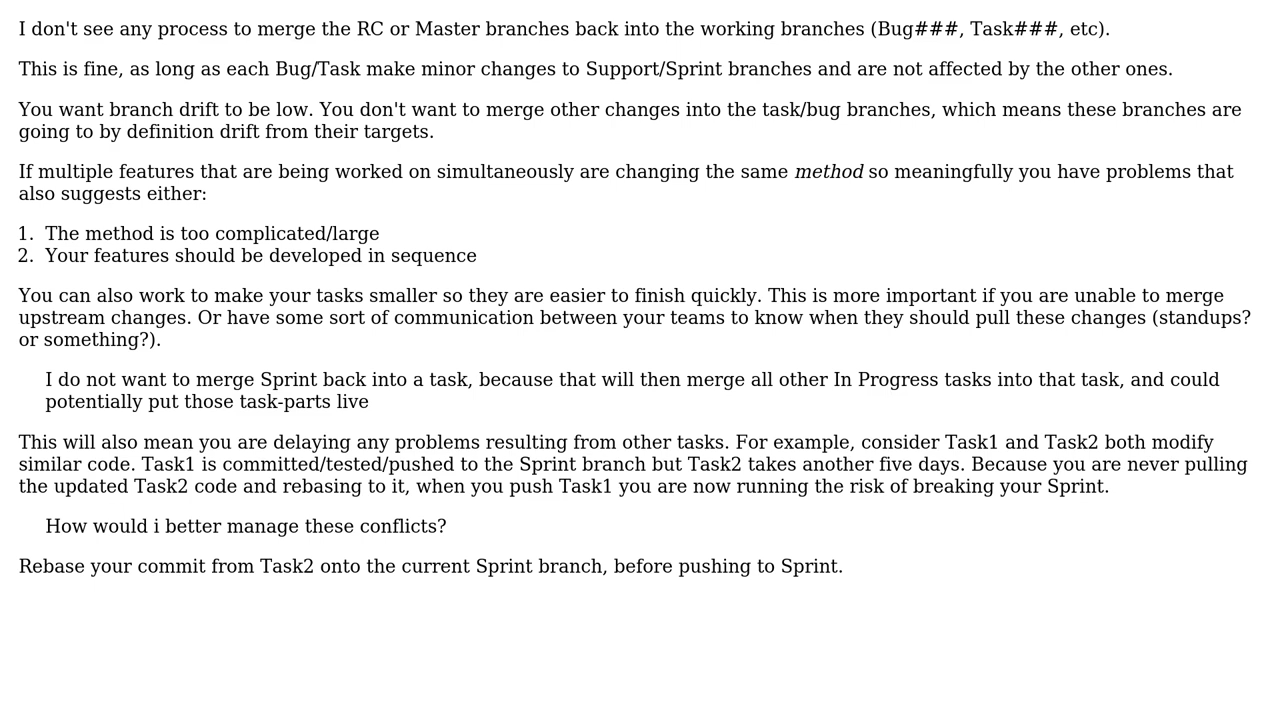 I don't see any process to merge the RC or Master branches back into the working branches (Bug###, Task###, etc).
This is fine, as long as each Bug/Task make minor changes to Support/Sprint branches and are not affected by the other ones.
You want branch drift to be low. You don't want to merge other changes into the task/bug branches, which means these branches are
going to by definition drift from their targets.
If multiple features that are being worked on simultaneously are changing the same method so meaningfully you have problems that
also suggests either:
1. The method is too complicated/large
2. Your features should be developed in sequence
You can also work to make your tasks smaller so they are easier to finish quickly. This is more important if you are unable to merge
upstream changes. Or have some sort of communication between your teams to know when they should pull these changes (standups?
or something?).
I do not want to merge Sprint back into a task, because that will then merge all other In Progress tasks into that task, and could
potentially put those task-parts live
This will also mean you are delaying any problems resulting from other tasks. For example, consider Task1 and Task2 both modify
similar code. Task1 is committed/tested/pushed to the Sprint branch but Task2 takes another five days. Because you are never pulling
the updated Task2 code and rebasing to it, when you push Task1 you are now running the risk of breaking your Sprint.
How would i better manage these conflicts?
Rebase your commit from Task2 onto the current Sprint branch, before pushing to Sprint.